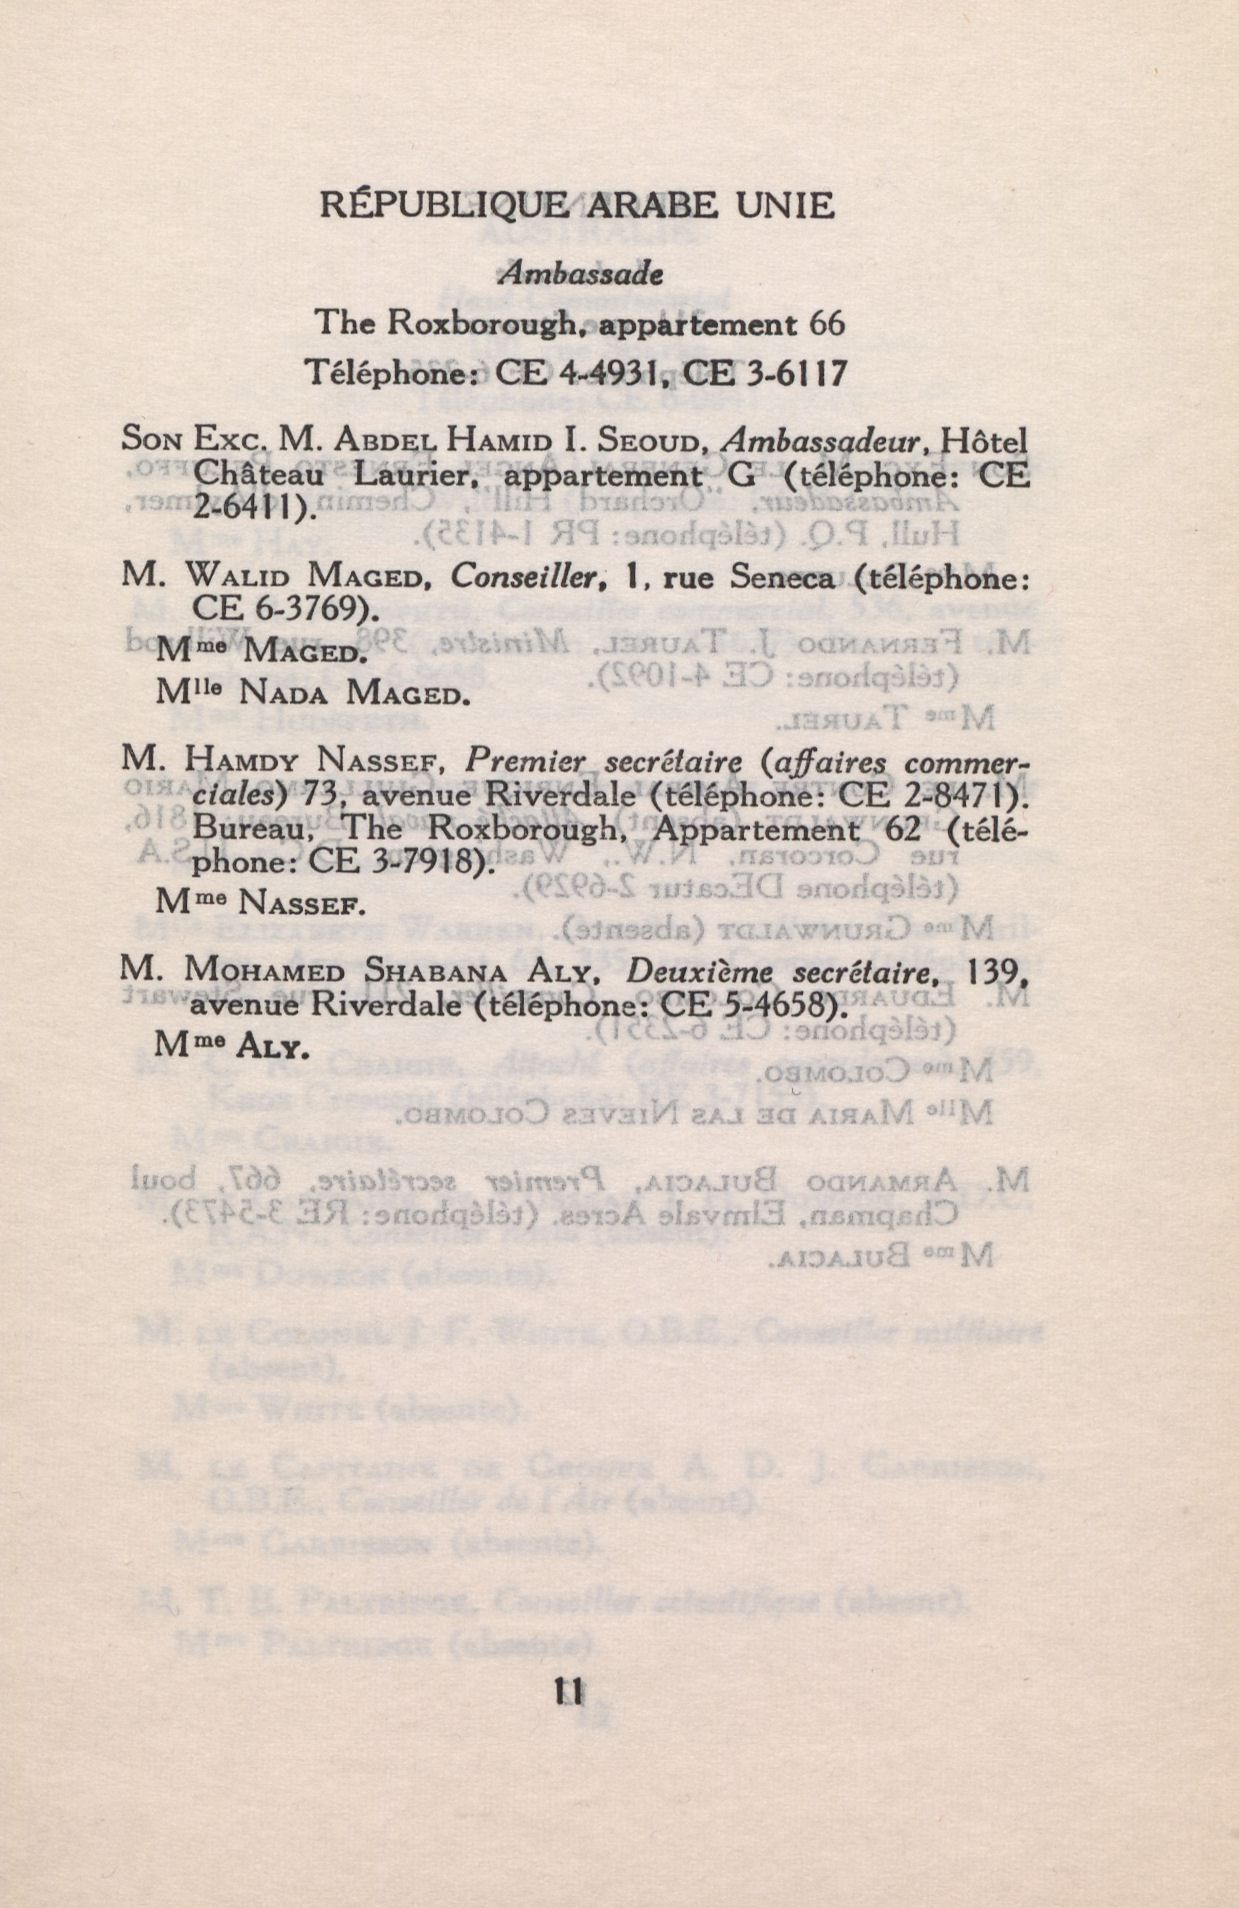 RÉPUBLIQUE ARABE UNIE
Ambassade
The Roxborough, appartement 66
Téléphone: CE 4-4931, CE 3-6117
SON EXC. M. ABDEL HAMID I. SEOUD, Ambassadeur, Hôtel
Château Laurier, appartement G (téléphone: CE
2-6411).
M. WALID MAGED, Conseiller, 1, rue Seneca (téléphone:
CE 6-3769).
Mme MAGED.
Mlle NADA MAGED.
M. HAMDY NASSEF, Premier secrétaire (affaires commer-
ciales) 73, avenue Riverdale (téléphone: CE 2-8471).
Bureau, The Roxborough, Appartement 62 (télé-
phone: CE 3-7918).
Mme NASSEF.
M. MOHAMED SHABANA ALY, Deuxième secrétaire, 139,
avenue Riverdale (téléphone: CE 5-4658).
Mme ALY.
11